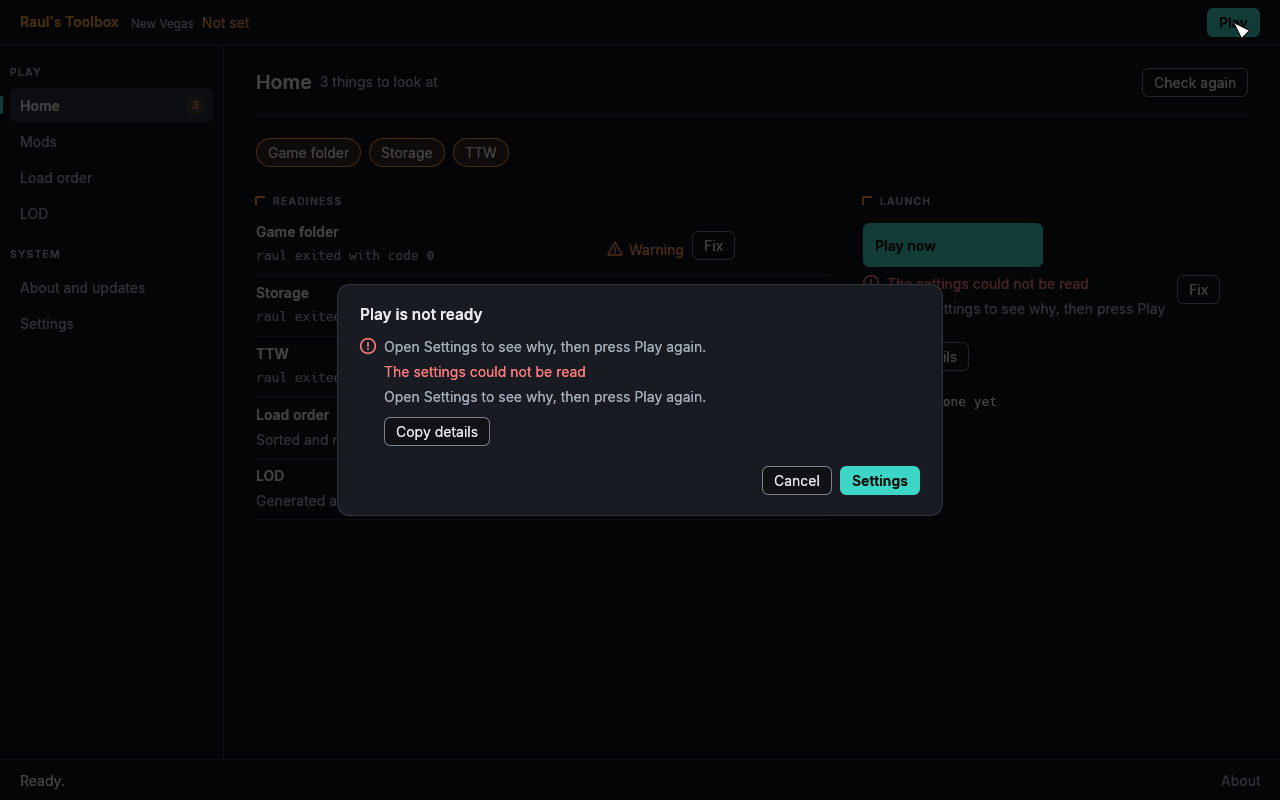 Raul's Toolbox New Vegas Not set
Play
PLAY
Home 3
Mods
Load order
LOD
SYSTEM
About and updates
Settings
Home 3 things to look at
Check again
Game folder Storage TTW
READINESS
Game folder
raul exited with code 0
Warning Fix
Storage
raul exited
TTW
raul exited
Load order
Sorted and
LOD
Generated
LAUNCH
Play now
The settings could not be read
to see why, then press Play
Fix
one yet
Play is not ready
Open Settings to see why, then press Play again.
The settings could not be read
Open Settings to see why, then press Play again.
Copy details
Cancel Settings
Ready.
About